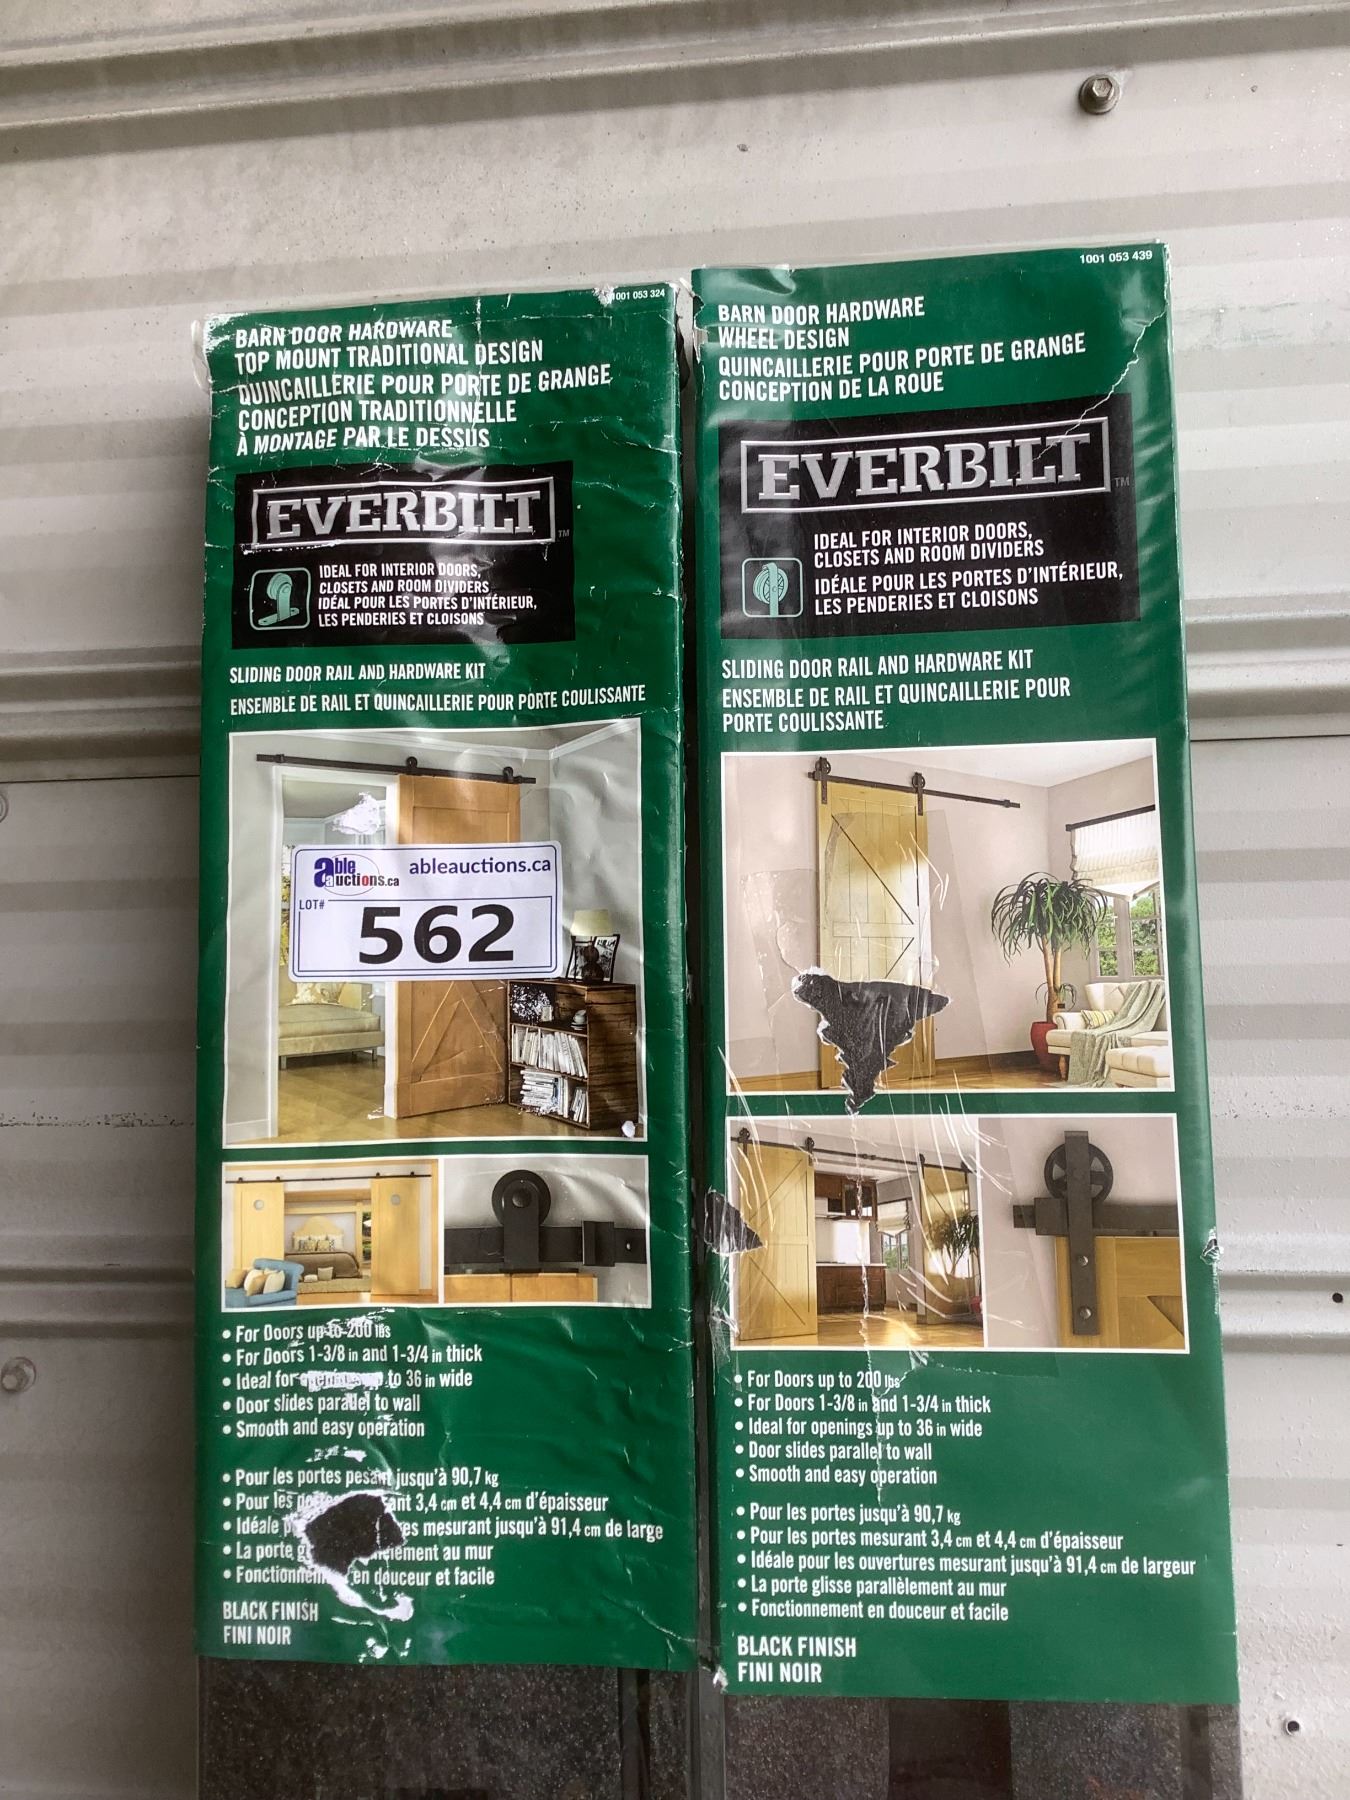 1001 053 324
BARN DOOR HARDWARE
TOP MOUNT TRADITIONAL DESIGN
QUINCAILLERIE POUR PORTE DE GRANGE
CONCEPTION TRADITIONNELLE
À MONTAGE PAR LE DESSUS
EVERBILT™
IDEAL FOR INTERIOR DOORS,
CLOSETS AND ROOM DIVIDERS
IDÉAL POUR LES PORTES D'INTÉRIEUR,
LES PENDERIES ET CLOISONS
SLIDING DOOR RAIL AND HARDWARE KIT
ENSEMBLE DE RAIL ET QUINCAILLERIE POUR PORTE COULISSANTE
able auctions.ca
ableauctions.ca
LOT#
562
• For Doors up to 200 lbs
• For Doors 1-3/8 in and 1-3/4 in thick
• Ideal for to 36 in wide
• Door slides parallel to wall
• Smooth and easy operation
• Pour les portes pesant jusqu'à 90,7 kg
• Pour les 3,4 cm et 4,4 cm d'épaisseur
• Idéale mesurant jusqu'à 91,4 cm de large
• La porte au mur
• Fonctionnement en douceur et facile
BLACK FINISH
FINI NOIR
1001 053 439
BARN DOOR HARDWARE
WHEEL DESIGN
QUINCAILLERIE POUR PORTE DE GRANGE
CONCEPTION DE LA ROUE
EVERBILT™
IDEAL FOR INTERIOR DOORS,
CLOSETS AND ROOM DIVIDERS
IDÉALE POUR LES PORTES D'INTÉRIEUR,
LES PENDERIES ET CLOISONS
SLIDING DOOR RAIL AND HARDWARE KIT
ENSEMBLE DE RAIL ET QUINCAILLERIE POUR
PORTE COULISSANTE
• For Doors up to 200 lbs
• For Doors 1-3/8 in and 1-3/4 in thick
• Ideal for openings up to 36 in wide
• Door slides parallel to wall
• Smooth and easy operation
• Pour les portes jusqu'à 90,7 kg
• Pour les portes mesurant 3,4 cm et 4,4 cm d'épaisseur
• Idéale pour les ouvertures mesurant jusqu'à 91,4 cm de largeur
• La porte glisse parallèlement au mur
• Fonctionnement en douceur et facile
BLACK FINISH
FINI NOIR